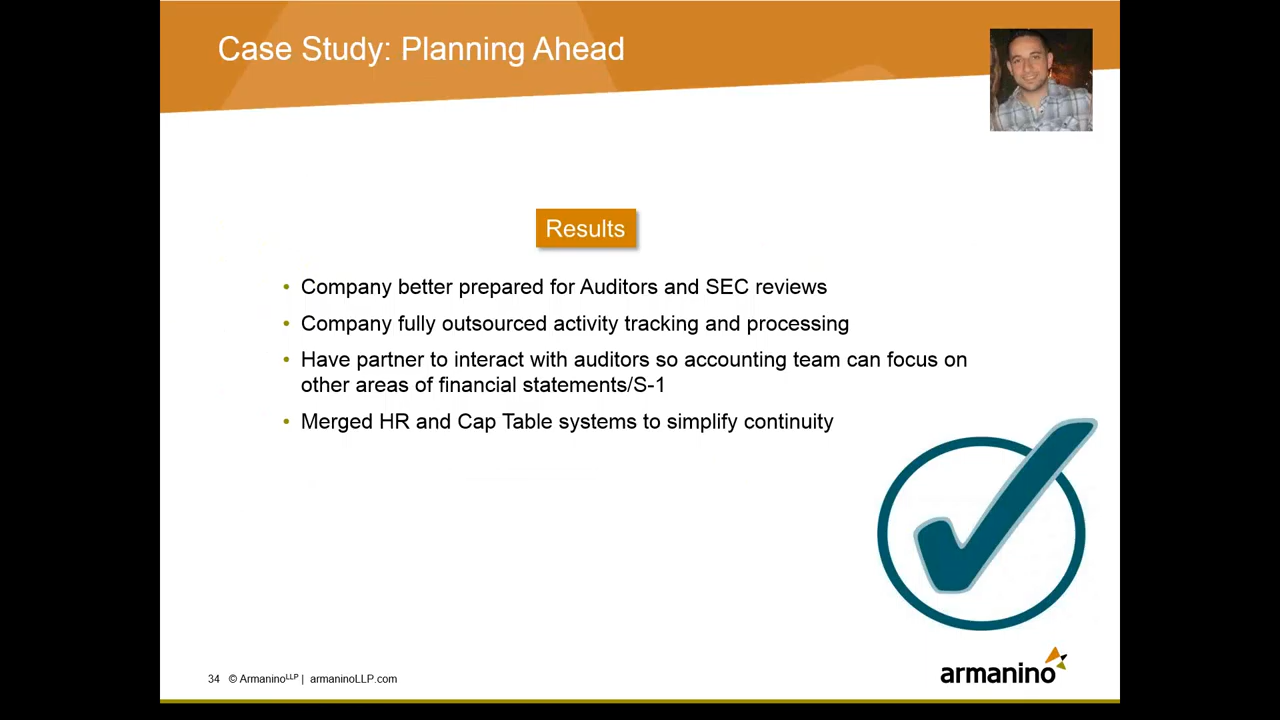 Case Study: Planning Ahead
Results
• Company better prepared for Auditors and SEC reviews
• Company fully outsourced activity tracking and processing
• Have partner to interact with auditors so accounting team can focus on
other areas of financial statements/S-1
• Merged HR and Cap Table systems to simplify continuity
34 © ArmaninoLLP | armaninoLLP.com
armanino